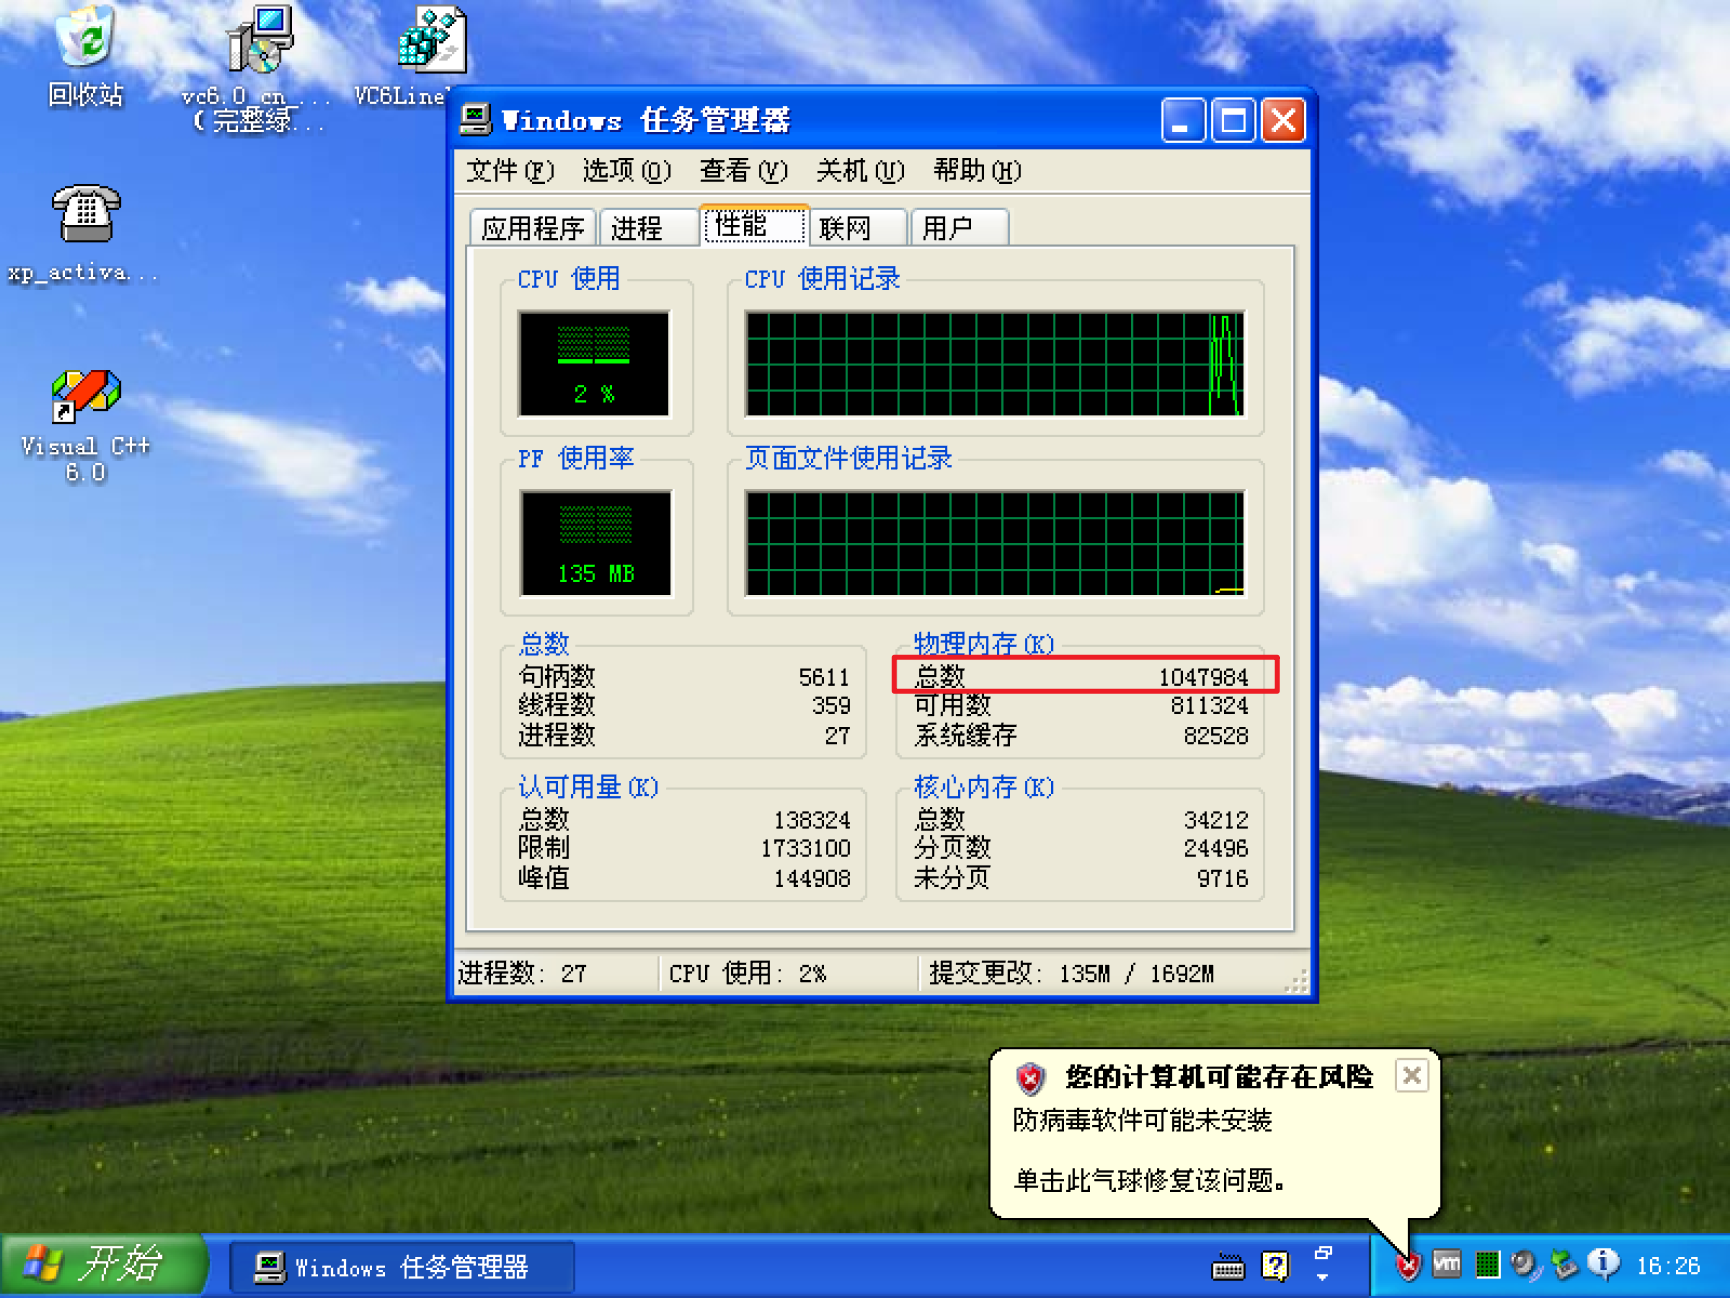 回收站
vc6.0_cn_...
(完整绿...
VC6Line
xp_activa...
Visual C++
6.0
Windows 任务管理器
文件(F) 选项(O) 查看(V) 关机(U) 帮助(H)
应用程序 进程 性能 联网 用户
CPU 使用
CPU 使用记录
2 %
PF 使用率
页面文件使用记录
135 MB
总数
句柄数 5611
线程数 359
进程数 27
物理内存(K)
总数 1047984
可用数 811324
系统缓存 82528
认可用量(K)
总数 138324
限制 1733100
峰值 144908
核心内存(K)
总数 34212
分页数 24496
未分页 9716
进程数: 27 CPU 使用: 2% 提交更改: 135M / 1692M
您的计算机可能存在风险
防病毒软件可能未安装
单击此气球修复该问题。
开始
Windows 任务管理器
vm
16:26